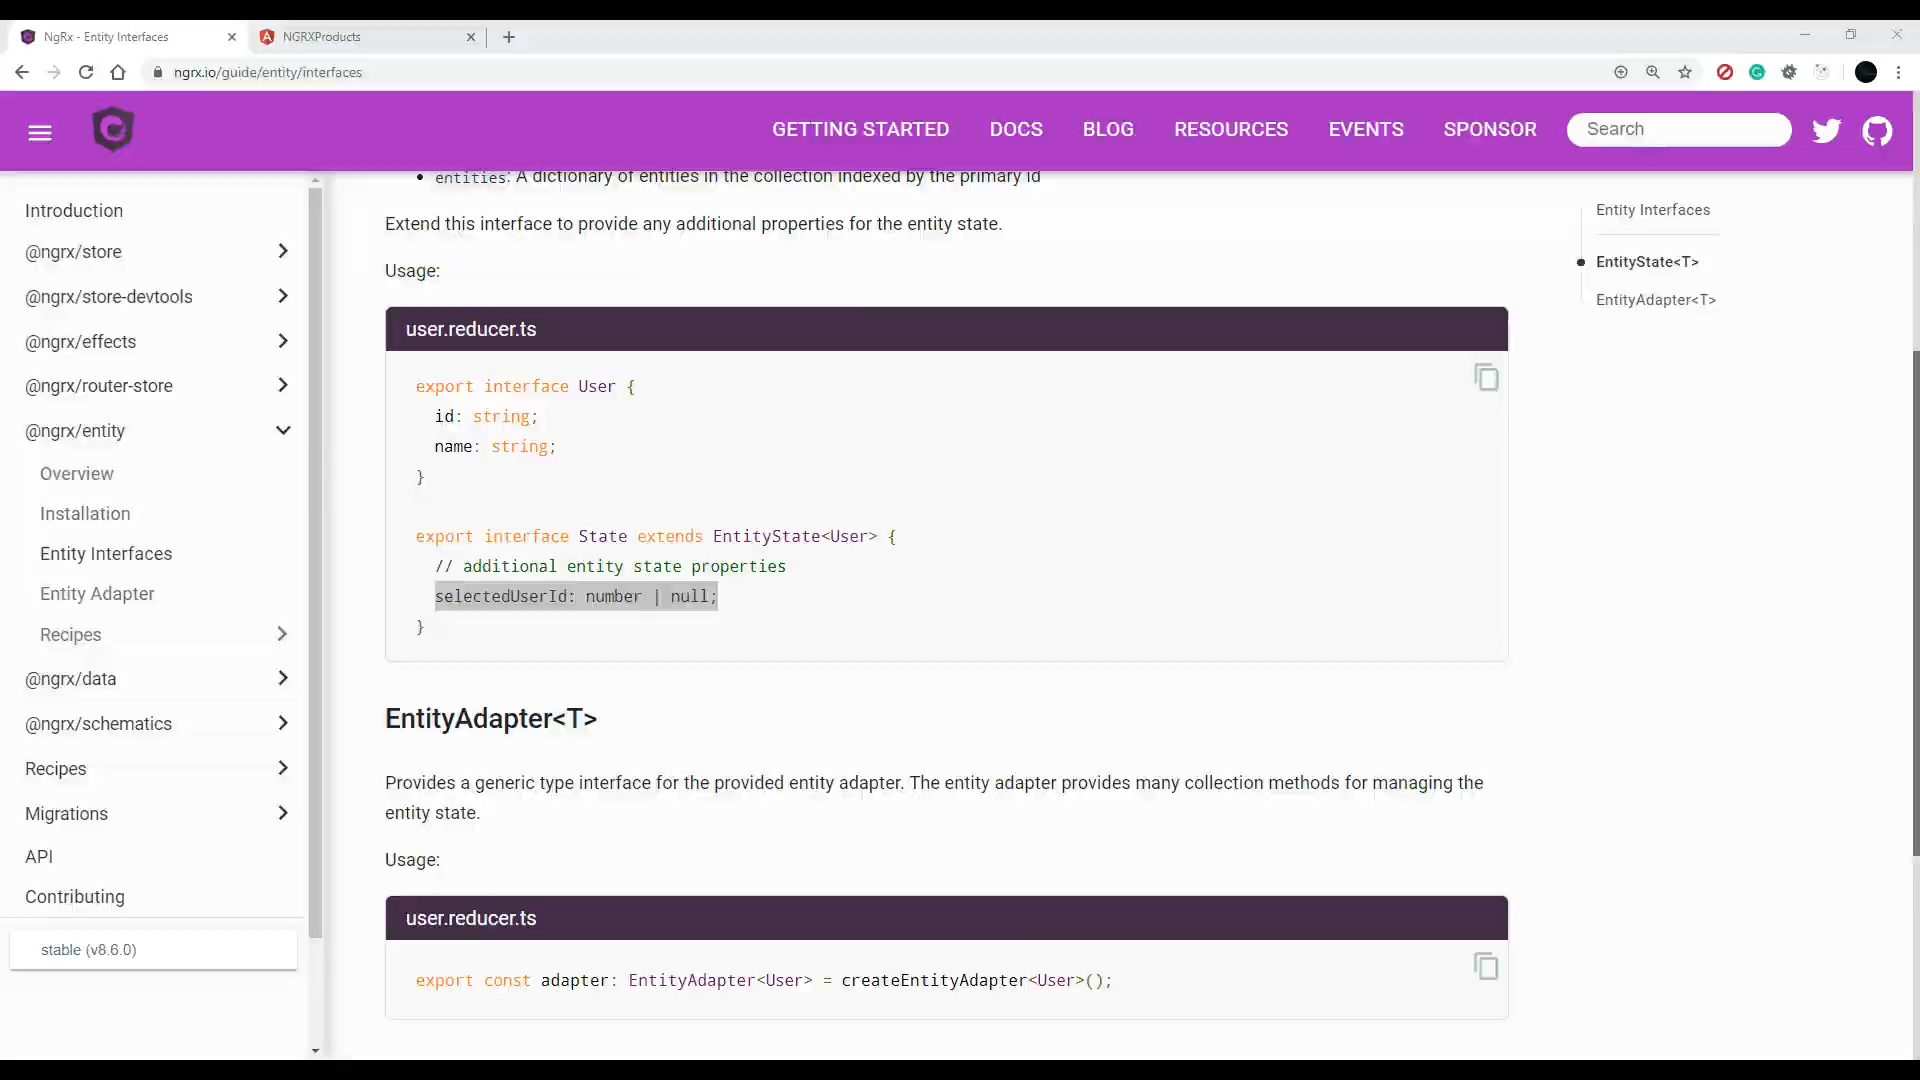 NgRx - Entity Interfaces
NGRXProducts
ngrx.io/guide/entity/interfaces
GETTING STARTED
DOCS
BLOG
RESOURCES
EVENTS
SPONSOR
Search
Introduction
@ngrx/store
@ngrx/store-devtools
@ngrx/effects
@ngrx/router-store
@ngrx/entity
Overview
Installation
Entity Interfaces
Entity Adapter
Recipes
@ngrx/data
@ngrx/schematics
Recipes
Migrations
API
Contributing
stable (v8.6.0)
• entities: A dictionary of entities in the collection indexed by the primary id
Extend this interface to provide any additional properties for the entity state.
Usage:
user.reducer.ts
export interface User {
id: string;
name: string;
}
export interface State extends EntityState<User> {
// additional entity state properties
selectedUserId: number | null;
}
EntityAdapter<T>
Provides a generic type interface for the provided entity adapter. The entity adapter provides many collection methods for managing the
entity state.
Usage:
user.reducer.ts
export const adapter: EntityAdapter<User> = createEntityAdapter<User>();
Entity Interfaces
EntityState<T>
EntityAdapter<T>